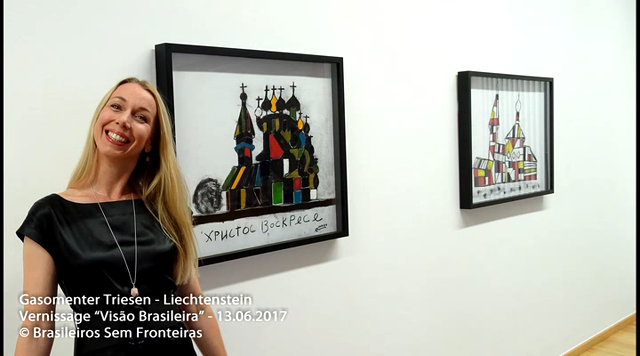 Христос Воскресе
Gasomenter Triesen - Liechtenstein
Vernissage “Visão Brasileira” - 13.06.2017
© Brasileiros Sem Fronteiras